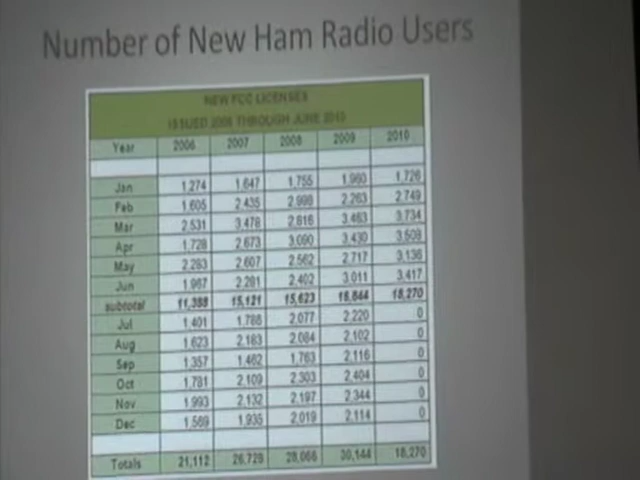 Number of New Ham Radio Users
NEW FCC LICENSES
ISSUED 2006 THROUGH JUNE 2010
Year 2006 2007 2008 2009 2010
Jan 1,274 1,647 1,755 1,960 1,726
Feb 1,605 2,435 2,998 2,263 2,749
Mar 2,531 3,478 2,816 3,463 3,734
Apr 1,728 2,673 3,090 3,430 3,508
May 2,283 2,607 2,562 2,717 3,136
Jun 1,967 2,281 2,402 3,011 3,417
subtotal 11,388 15,121 15,623 16,844 18,270
Jul 1,401 1,786 2,077 2,220 0
Aug 1,623 2,183 2,084 2,102 0
Sep 1,357 1,462 1,763 2,116 0
Oct 1,781 2,109 2,303 2,404 0
Nov 1,993 2,132 2,197 2,344 0
Dec 1,569 1,935 2,019 2,114 0
Totals 21,112 26,728 28,066 30,144 18,270